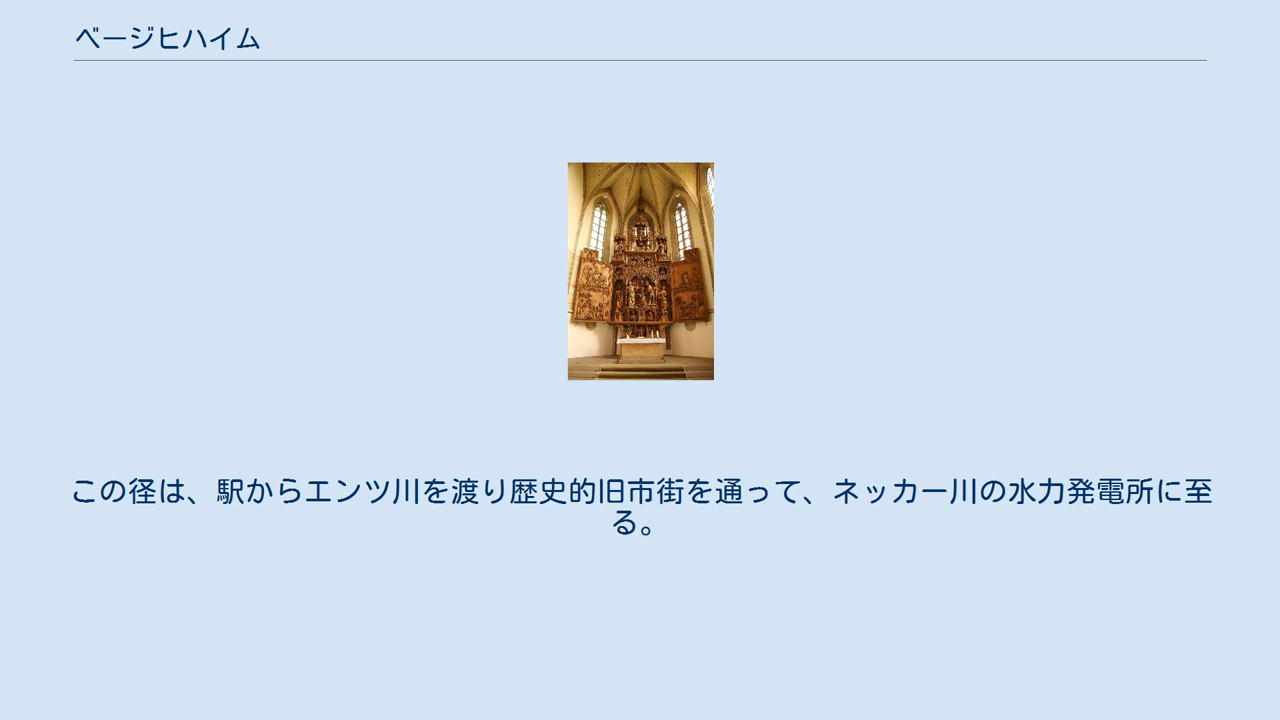 ベージヒハイム
この径は、駅からエンツ川を渡り歴史的旧市街を通って、ネッカー川の水力発電所に至
る。